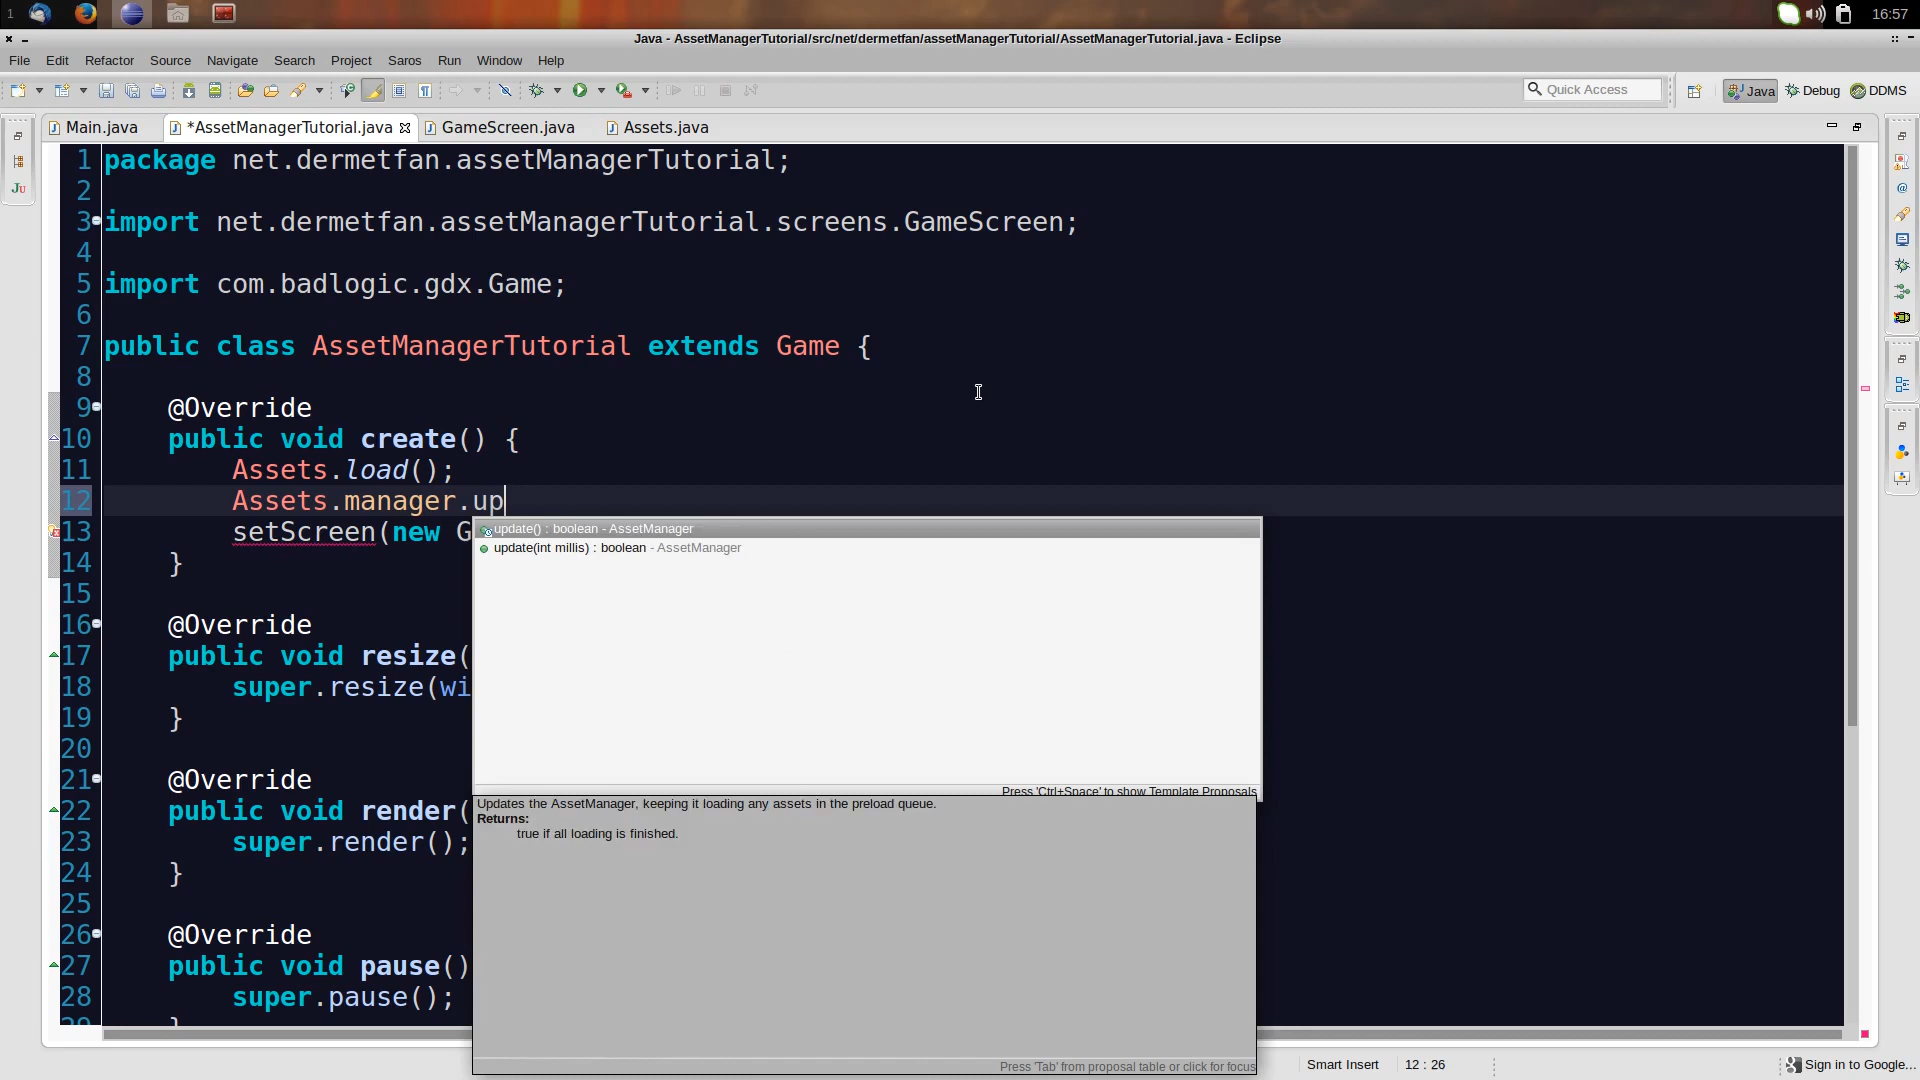 1
16:57
Java - AssetManagerTutorial/src/net/dermetfan/assetManagerTutorial/AssetManagerTutorial.java - Eclipse
File Edit Refactor Source Navigate Search Project Saros Run Window Help
Quick Access
Java
Debug
DDMS
Main.java
*AssetManagerTutorial.java
GameScreen.java
Assets.java
1 package net.dermetfan.assetManagerTutorial;
2
3 import net.dermetfan.assetManagerTutorial.screens.GameScreen;
4
5 import com.badlogic.gdx.Game;
6
7 public class AssetManagerTutorial extends Game {
8
9 @Override
10 public void create() {
11 Assets.load();
12 Assets.manager.up
13 setScreen(new G
14 }
15
16 @Override
17 public void resize(
18 super.resize(wi
19 }
20
21 @Override
22 public void render(
23 super.render();
24 }
25
26 @Override
27 public void pause()
28 super.pause();
29 }
update() : boolean - AssetManager
update(int millis) : boolean - AssetManager
Press 'Ctrl+Space' to show Template Proposals
Updates the AssetManager, keeping it loading any assets in the preload queue.
Returns:
true if all loading is finished.
Press 'Tab' from proposal table or click for focus
Smart Insert
12 : 26
Sign in to Google...